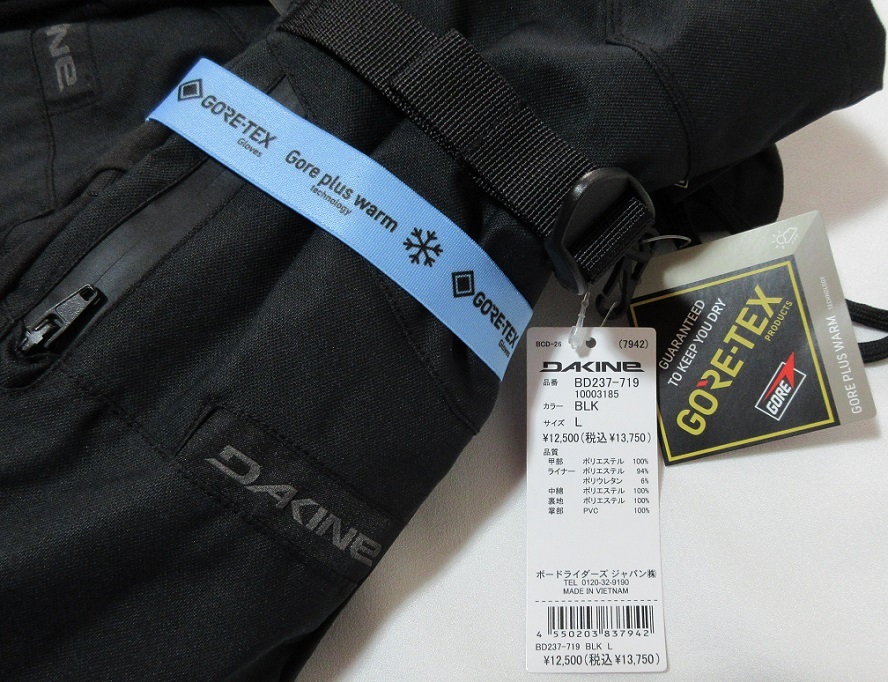 DAKINE
GORE-TEX
Gloves
Gore plus warm
technology
GORE-TEX
Gloves
DAKINE
BCD-26 (7942)
DAKINE
品番 BD237-719
10003185
カラー BLK
サイズ L
¥12,500(税込¥13,750)
品質
甲部 ポリエステル 100%
ライナー ポリエステル 94%
ポリウレタン 6%
中綿 ポリエステル 100%
裏地 ポリエステル 100%
掌部 PVC 100%
ボードライダーズ ジャパン㈱
TEL 0120-32-9190
MADE IN VIETNAM
4 550203 837942
BD237-719 BLK L
¥12,500(税込¥13,750)
GUARANTEED
TO KEEP YOU DRY
GORE-TEX
PRODUCTS
GORE
GORE PLUS WARM
TECHNOLOGY